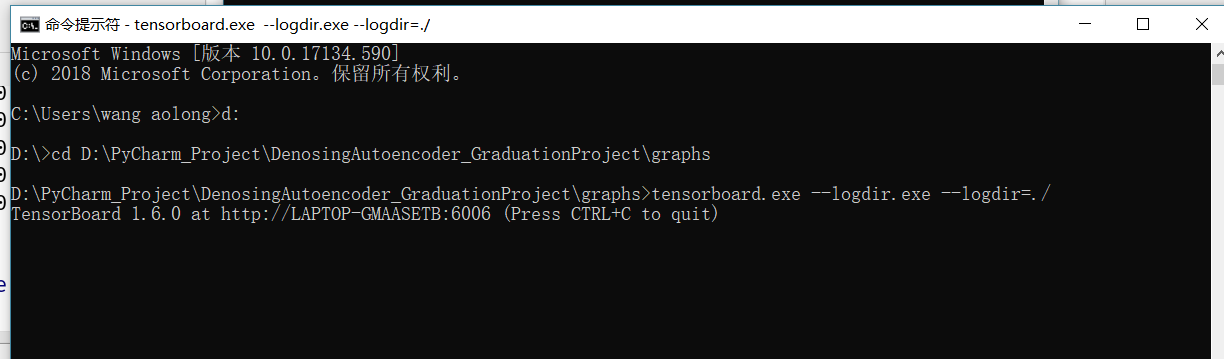 命令提示符 - tensorboard.exe  --logdir.exe --logdir=./
Microsoft Windows [版本 10.0.17134.590]
(c) 2018 Microsoft Corporation。保留所有权利。
C:\Users\wang aolong>d:
D:\>cd D:\PyCharm_Project\DenosingAutoencoder_GraduationProject\graphs
D:\PyCharm_Project\DenosingAutoencoder_GraduationProject\graphs>tensorboard.exe --logdir.exe --logdir=./
TensorBoard 1.6.0 at http://LAPTOP-GMAASETB:6006 (Press CTRL+C to quit)